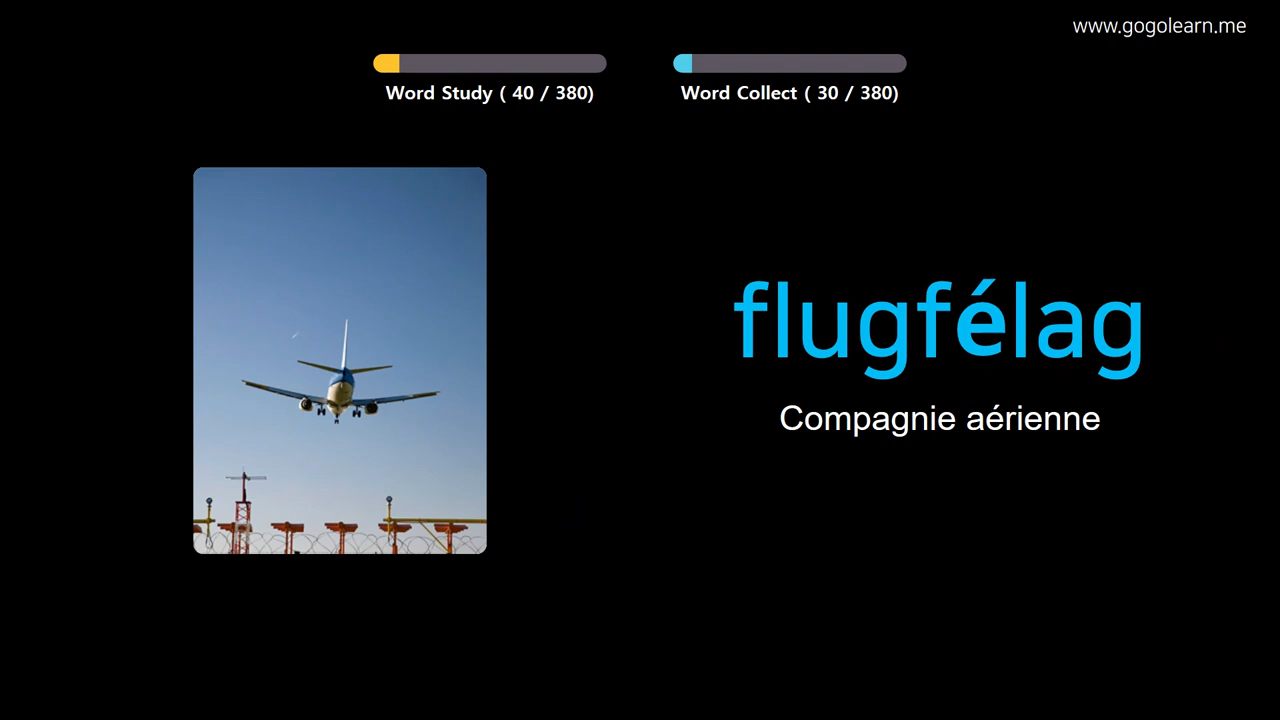 www.gogolearn.me
Word Study ( 40 / 380)
Word Collect ( 30 / 380)
flugfélag
Compagnie aérienne